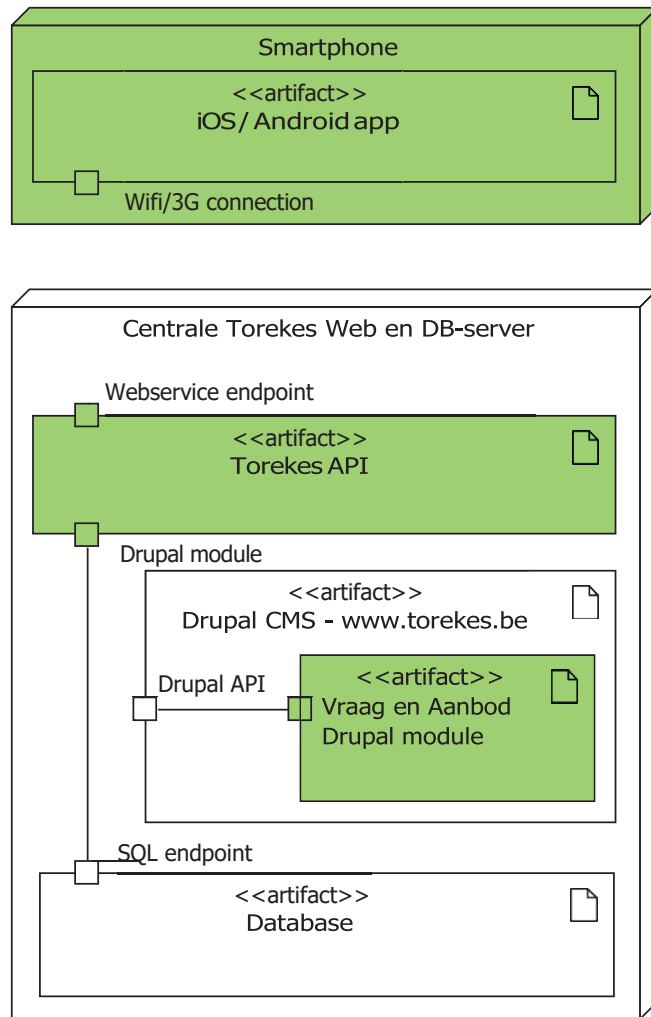 Smartphone
<<artifact>>
iOS/Android app
Wifi/3G connection
Centrale Torekes Web en DB-server
Webservice endpoint
<<artifact>>
Torekes API
Drupal module
<<artifact>>
Drupal CMS - www.torekes.be
Drupal API
<<artifact>>
Vraag en Aanbod
Drupal module
SQL endpoint
<<artifact>>
Database